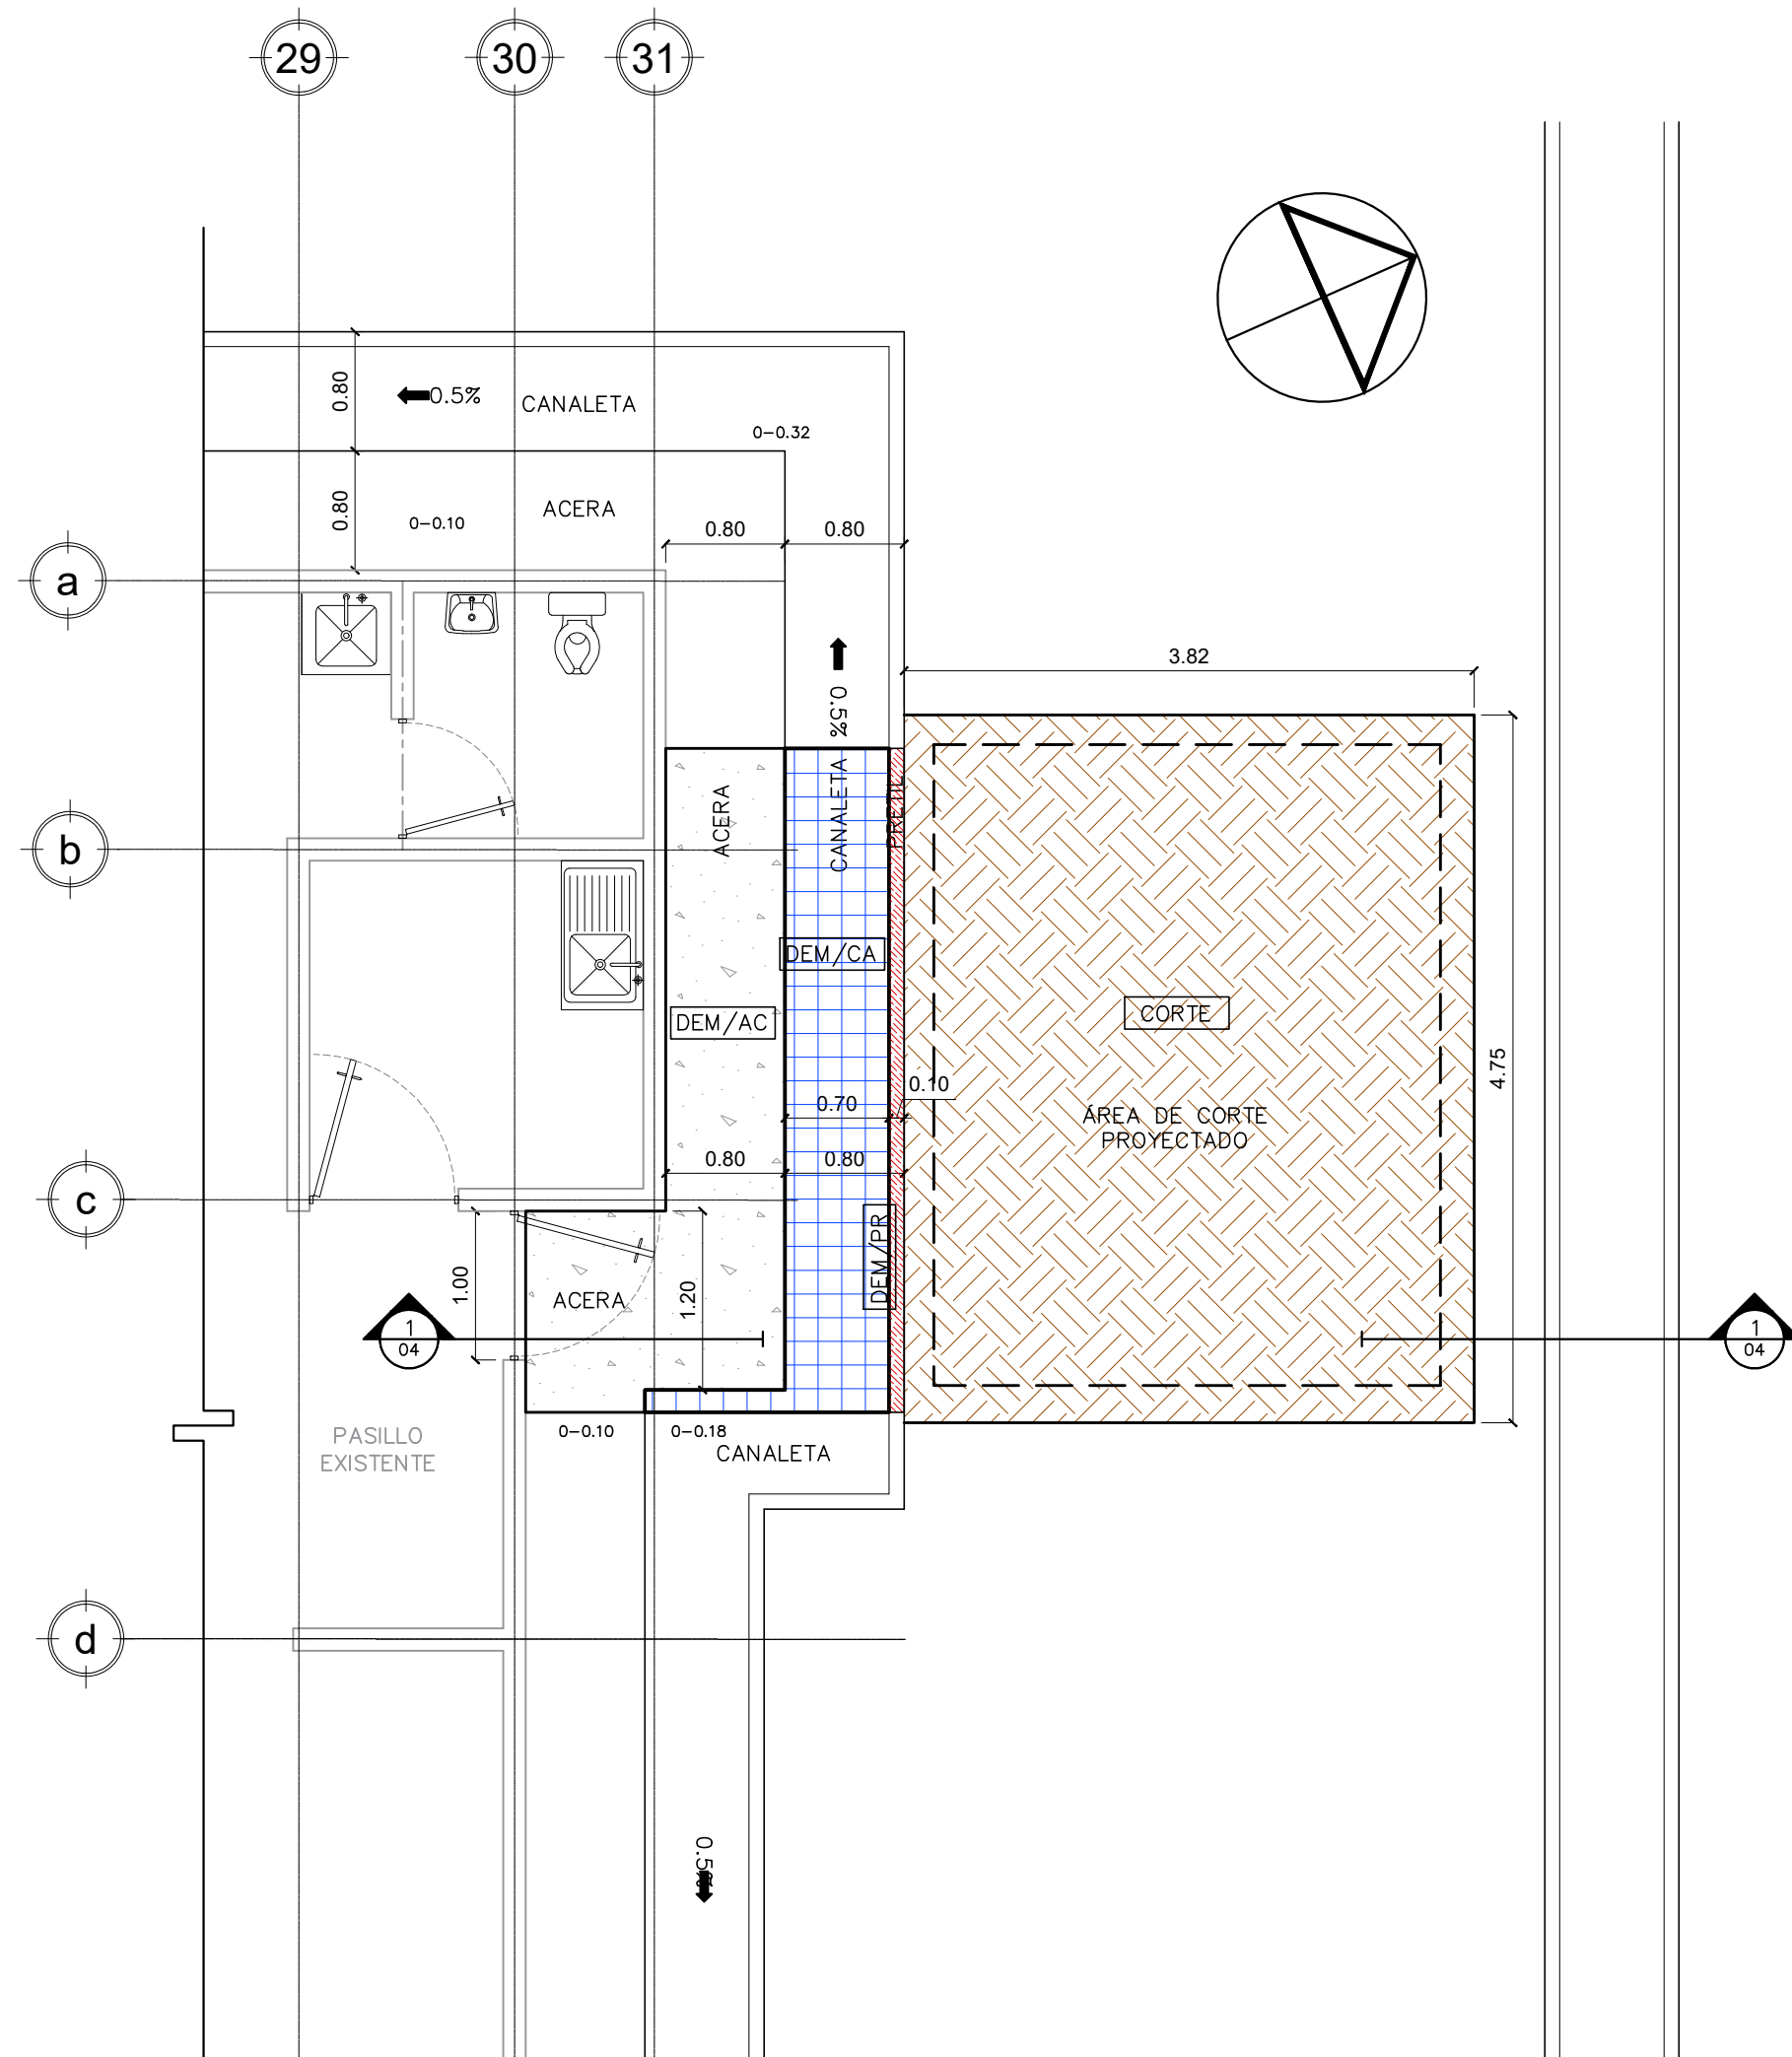 29
30
31
0.80
0.5%
CANALETA
0-0.32
0.80
0-0.10
ACERA
0.80
0.80
a
3.82
0.5%
CANALETA
ACERA
PRETIL
b
DEM/CA
CORTE
DEM/AC
4.75
0.10
0.70
ÁREA DE CORTE
PROYECTADO
0.80
0.80
c
DEM/PR
1.00
1.20
ACERA
1
04
1
04
0-0.10
0-0.18
PASILLO
EXISTENTE
CANALETA
d
0.5%